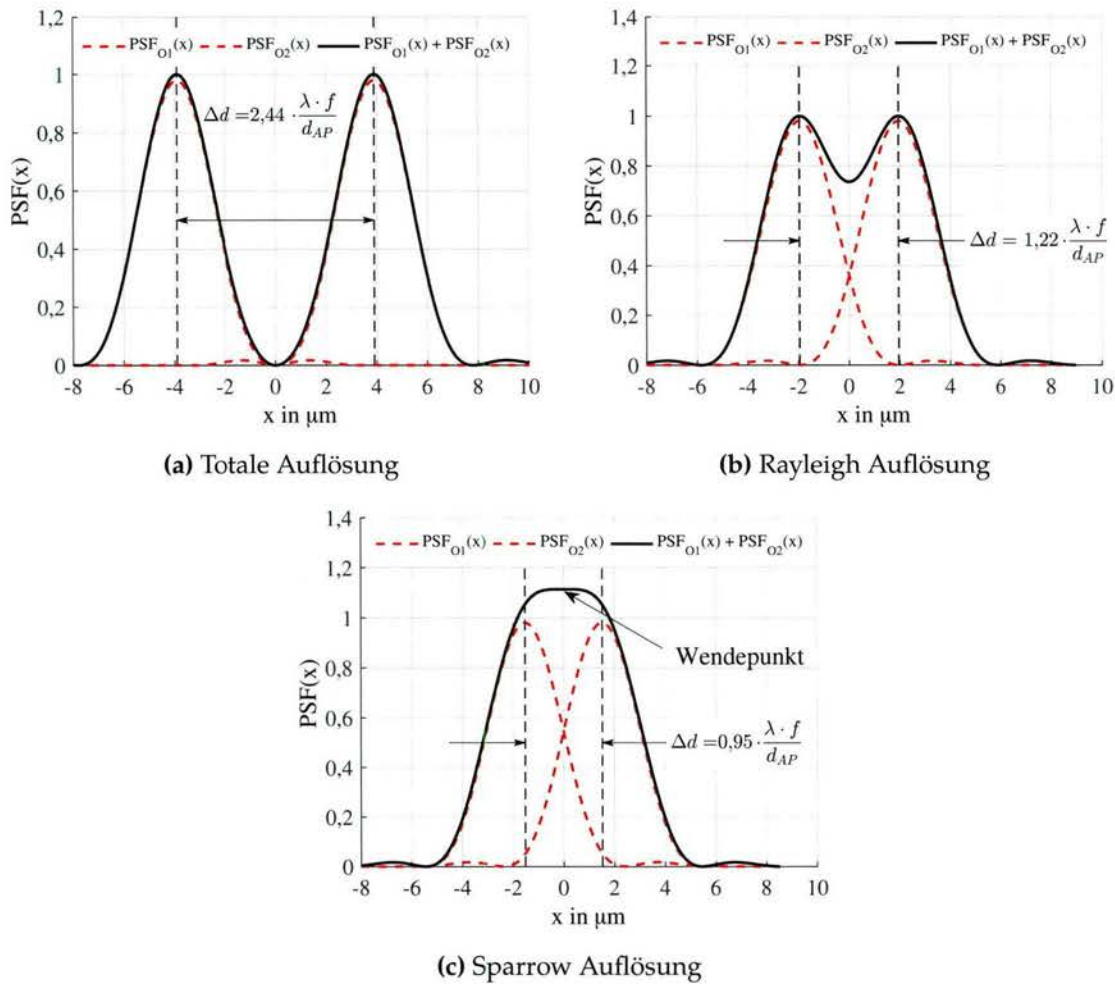 1,2
PSF_O1(x) PSF_O2(x) PSF_O1(x) + PSF_O2(x)
1
Δd = 2,44 · λ · f / d_AP
0,8
0,6
0,4
0,2
0
-8 -6 -4 -2 0 2 4 6 8 10
PSF(x)
x in µm
(a) Totale Auflösung
1,4
PSF_O1(x) PSF_O2(x) PSF_O1(x) + PSF_O2(x)
1,2
1
0,8
0,6
Δd = 1,22 · λ · f / d_AP
0,4
0,2
0
-8 -6 -4 -2 0 2 4 6 8 10
PSF(x)
x in µm
(b) Rayleigh Auflösung
1,4
PSF_O1(x) PSF_O2(x) PSF_O1(x) + PSF_O2(x)
1,2
1
Wendepunkt
0,8
0,6
Δd = 0,95 · λ · f / d_AP
0,4
0,2
0
-8 -6 -4 -2 0 2 4 6 8 10
PSF(x)
x in µm
(c) Sparrow Auflösung